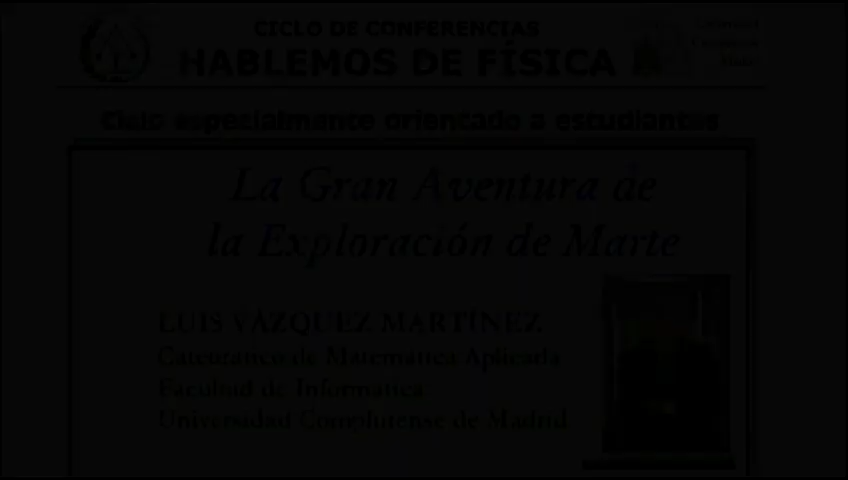 CICLO DE CONFERENCIAS
HABLEMOS DE FÍSICA
Ciclo especialmente orientado a estudiantes
La Gran Aventura de
la Exploración de Marte
LUIS VÁZQUEZ MARTÍNEZ
Catedrático de Matemática Aplicada
Facultad de Informática
Universidad Complutense de Madrid